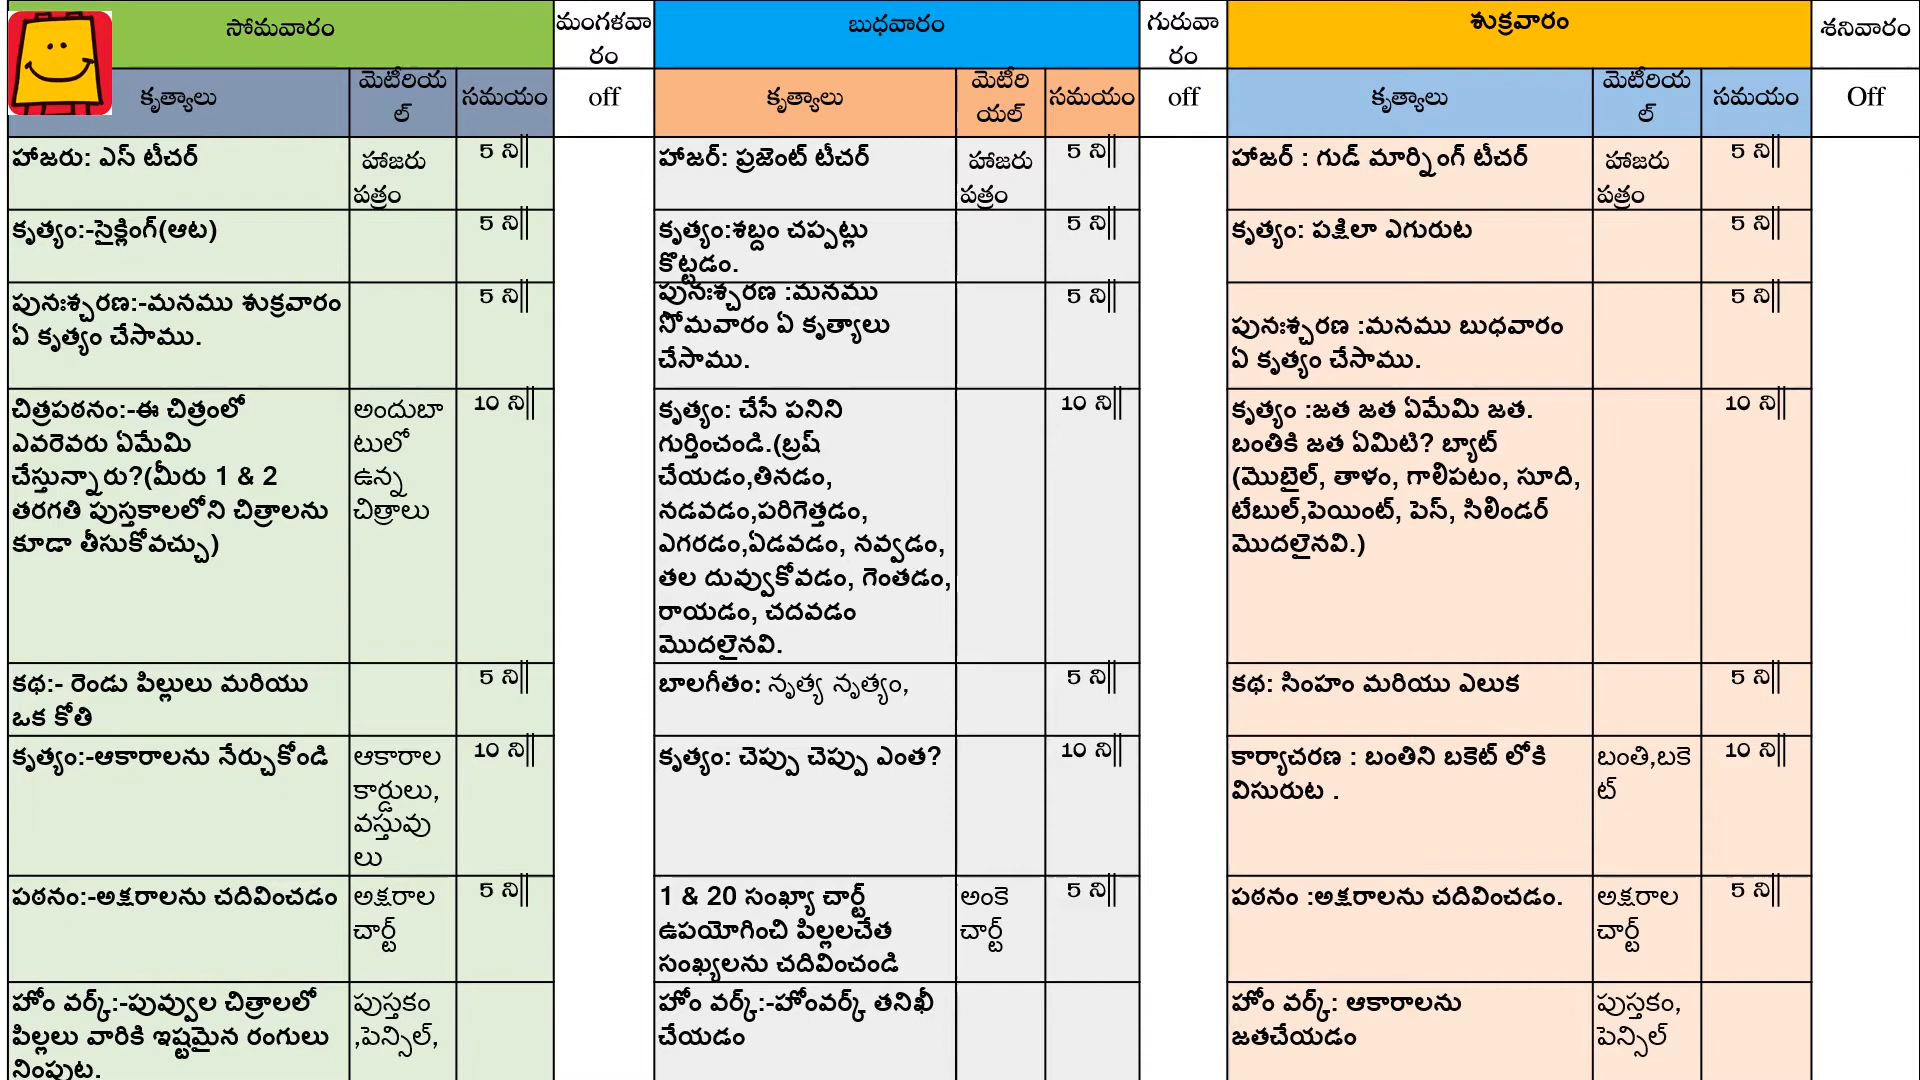 సోమవారం
మంగళవా
రం
బుధవారం
గురువా
రం
శుక్రవారం
శనివారం
కృత్యాలు
మెటీరియ
ల్
సమయం
off
కృత్యాలు
మెటీరి
యల్
సమయం
off
కృత్యాలు
మెటీరియ
ల్
సమయం
Off
హాజరు: ఎస్ టీచర్
హాజరు
పత్రం
5 ని||
హాజర్: ప్రజెంట్ టీచర్
హాజరు
పత్రం
5 ని||
హాజర్ : గుడ్ మార్నింగ్ టీచర్
హాజరు
పత్రం
5 ని||
కృత్యం:-సైక్లింగ్(ఆట)
5 ని||
కృత్యం:శబ్దం చప్పట్లు
కొట్టడం.
5 ని||
కృత్యం: పక్షిలా ఎగురుట
5 ని||
పునఃశ్చరణ:-మనము శుక్రవారం
ఏ కృత్యం చేసాము.
5 ని||
పునఃశ్చరణ :మనము
సోమవారం ఏ కృత్యాలు
చేసాము.
5 ని||
పునఃశ్చరణ :మనము బుధవారం
ఏ కృత్యం చేసాము.
5 ని||
చిత్రపఠనం:-ఈ చిత్రంలో
ఎవరెవరు ఏమేమి
చేస్తున్నారు?(మీరు 1 & 2
తరగతి పుస్తకాలలోని చిత్రాలను
కూడా తీసుకోవచ్చు)
అందుబా
టులో
ఉన్న
చిత్రాలు
10 ని||
కృత్యం: చేసే పనిని
గుర్తించండి.(బ్రష్
చేయడం,తినడం,
నడవడం,పరిగెత్తడం,
ఎగరడం,ఏడవడం, నవ్వడం,
తల దువ్వుకోవడం, గెంతడం,
రాయడం, చదవడం
మొదలైనవి.
10 ని||
కృత్యం :జత జత ఏమేమి జత.
బంతికి జత ఏమిటి? బ్యాట్
(మొబైల్, తాళం, గాలిపటం, సూది,
టేబుల్,పెయింట్, పెస్, సిలిండర్
మొదలైనవి.)
10 ని||
కథ:- రెండు పిల్లులు మరియు
ఒక కోతి
5 ని||
బాలగీతం: నృత్య నృత్యం,
5 ని||
కథ: సింహం మరియు ఎలుక
5 ని||
కృత్యం:-ఆకారాలను నేర్చుకోండి
ఆకారాల
కార్డులు,
వస్తువు
లు
10 ని||
కృత్యం: చెప్పు చెప్పు ఎంత?
10 ని||
కార్యాచరణ : బంతిని బకెట్ లోకి
విసురుట .
బంతి,బకె
ట్
10 ని||
పఠనం:-అక్షరాలను చదివించడం
అక్షరాల
చార్ట్
5 ని||
1 & 20 సంఖ్యా చార్ట్
ఉపయోగించి పిల్లలచేత
సంఖ్యలను చదివించండి
అంకె
చార్ట్
5 ని||
పఠనం :అక్షరాలను చదివించడం.
అక్షరాల
చార్ట్
5 ని||
హోం వర్క్:-పువ్వుల చిత్రాలలో
పిల్లలు వారికి ఇష్టమైన రంగులు
నింపుట.
పుస్తకం
,పెన్సిల్,
హోం వర్క్:-హోంవర్క్ తనిఖీ
చేయడం
హోం వర్క్: ఆకారాలను
జతచేయడం
పుస్తకం,
పెన్సిల్